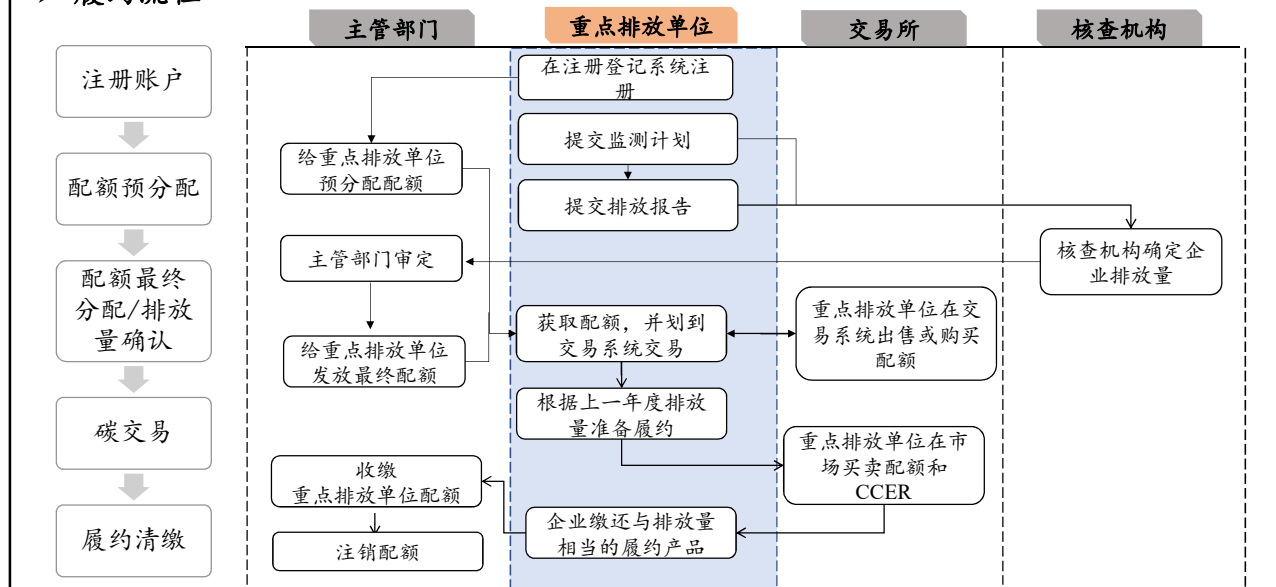 履约流程
主管部门
重点排放单位
交易所
核查机构
注册账户
配额预分配
配额最终
分配/排放
量确认
碳交易
履约清缴
在注册登记系统注
册
提交监测计划
给重点排放单位
预分配配额
提交排放报告
主管部门审定
核查机构确定企
业排放量
获取配额，并划到
交易系统交易
重点排放单位在交
易系统出售或购买
配额
给重点排放单位
发放最终配额
根据上一年度排放
量准备履约
重点排放单位在市
场买卖配额和
CCER
收缴
重点排放单位配额
企业缴还与排放量
相当的履约产品
注销配额